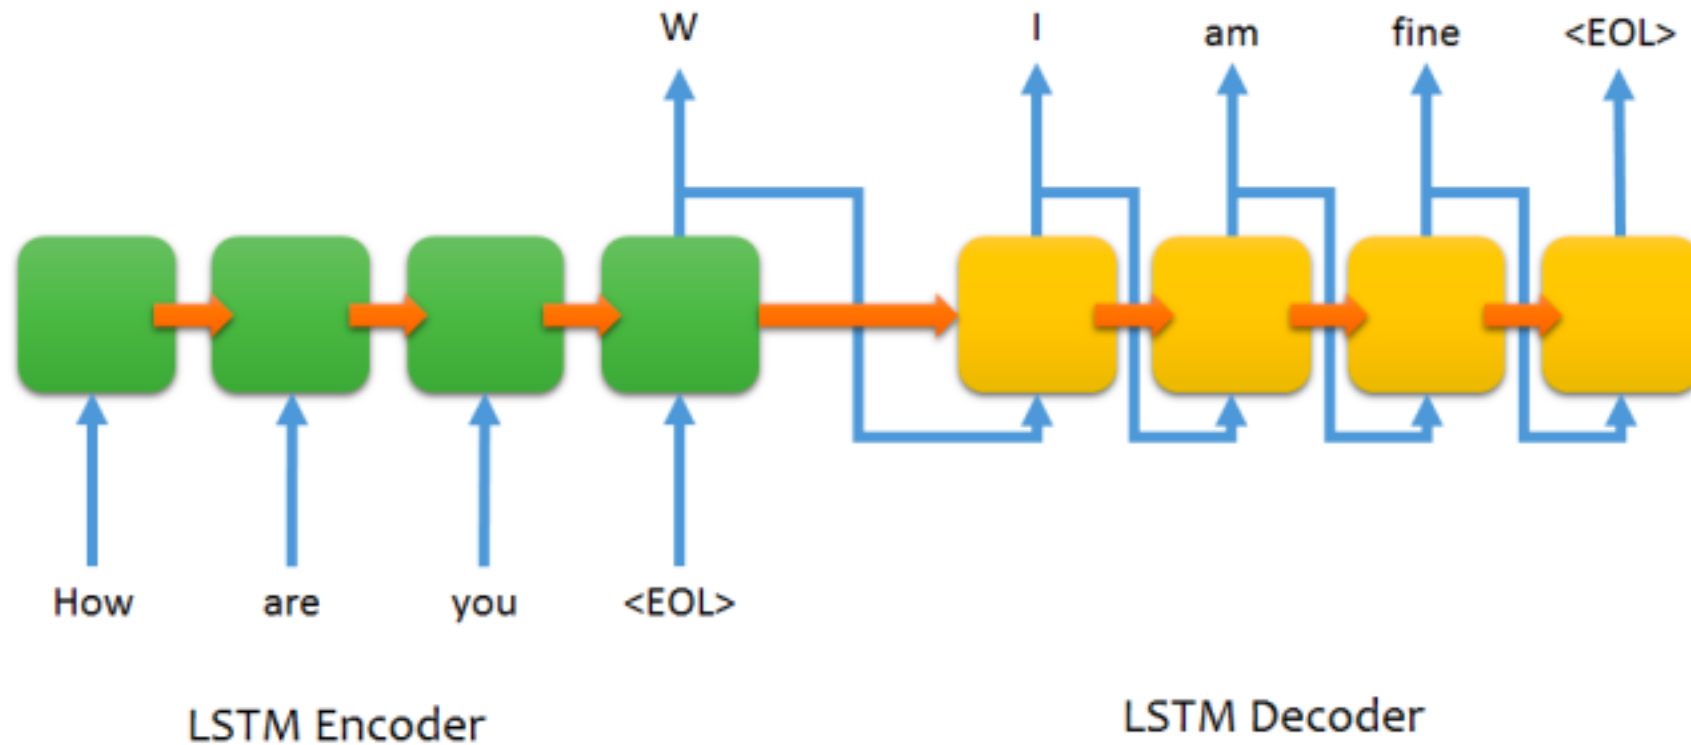 W I am fine <EOL>
How are you <EOL>
LSTM Encoder LSTM Decoder